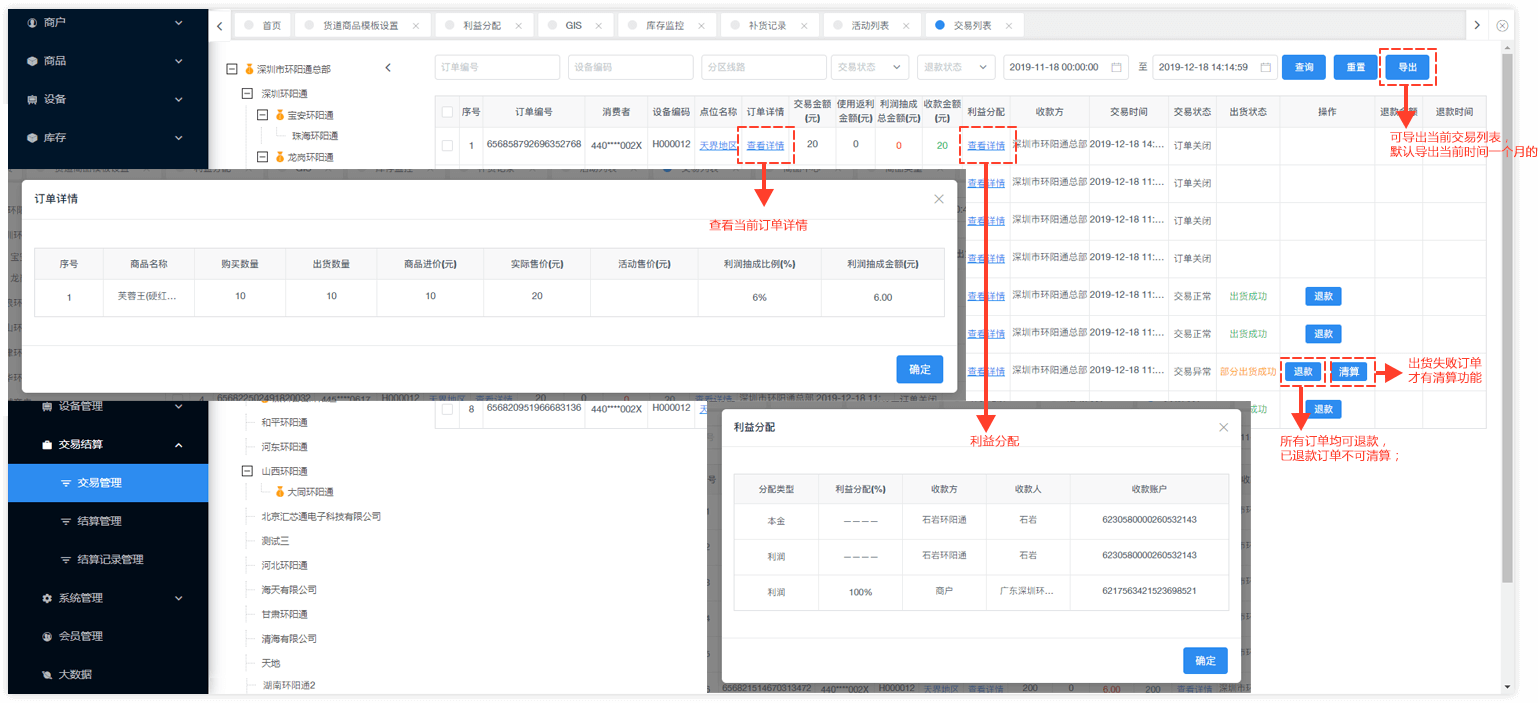 商户
商品
设备
库存
首页
货道商品模板设置
利益分配
GIS
库存监控
补货记录
活动列表
交易列表
深圳市环阳通总部
深圳环阳通
宝安环阳通
珠海环阳通
龙岗环阳通
订单编号
设备编码
分区线路
交易状态
退款状态
2019-11-18 00:00:00
至
2019-12-18 14:14:59
查询
重置
导出
序号 订单编号 消费者 设备编码 点位名称 订单详情 交易金额(元) 使用返利金额(元) 利润抽成总金额(元) 收款金额(元) 利益分配 收款方 交易时间 交易状态 出货状态 操作 退款金额 退款时间
1 656858792696352768 440****002X H000012 天界地区 查看详情 20 0 0 20 查看详情 深圳市环阳通总部 2019-12-18 14:... 订单关闭
查看详情 深圳市环阳通总部 2019-12-18 11:... 订单关闭
查看详情 深圳市环阳通总部 2019-12-18 11:... 订单关闭
查看详情 深圳市环阳通总部 2019-12-18 11:... 订单关闭
查看详情 深圳市环阳通总部 2019-12-18 11:... 交易正常 出货成功 退款
查看详情 深圳市环阳通总部 2019-12-18 11:... 交易正常 出货成功 退款
查看详情 深圳市环阳通总部 2019-12-18 11:... 交易异常 部分出货成功 退款 清算
8 656820951966683136 440****002X H000012 天
成功 退款
可导出当前交易列表，
默认导出当前时间一个月的
查看当前订单详情
利益分配
出货失败订单
才有清算功能
所有订单均可退款，
已退款订单不可清算；
订单详情
序号 商品名称 购买数量 出货数量 商品进价(元) 实际售价(元) 活动售价(元) 利润抽成比例(%) 利润抽成金额(元)
1 芙蓉王(硬红... 10 10 10 20 6% 6.00
确定
设备管理
交易结算
交易管理
结算管理
结算记录管理
系统管理
会员管理
大数据
和平环阳通
河东环阳通
山西环阳通
大同环阳通
北京汇芯通电子科技有限公司
测试三
河北环阳通
海天有限公司
甘肃环阳通
清海有限公司
天地
湖南环阳通2
利益分配
分配类型 利益分配(%) 收款方 收款人 收款账户
本金 ———— 石岩环阳通 石岩 6230580000260532143
利润 ———— 石岩环阳通 石岩 6230580000260532143
利润 100% 商户 广东深圳环... 6217563421523698521
确定
656821514670313472 440****002X H000012 天界地区 查看详情 200 0 6.00 200 查看详情 深圳市环